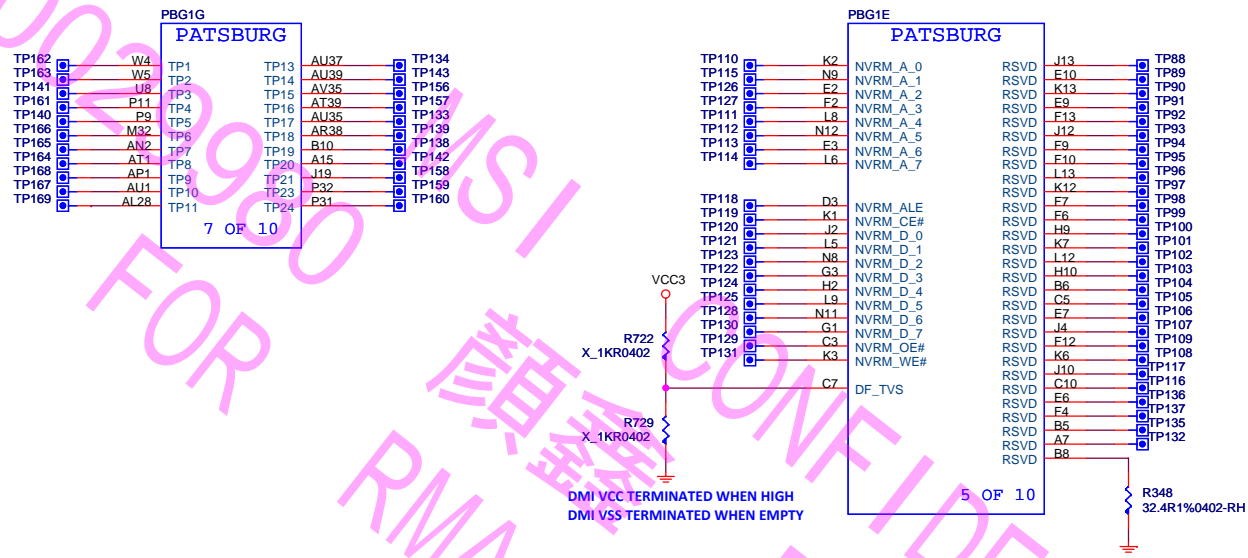 PBG1G
PATSBURG
TP162 W4 TP1 TP13 AU37 TP134
TP163 W5 TP2 TP14 AU39 TP143
TP141 U8 TP3 TP15 AV35 TP156
TP161 P11 TP4 TP16 AT39 TP157
TP140 P9 TP5 TP17 AU35 TP133
TP166 M32 TP6 TP18 AR38 TP139
TP165 AN2 TP7 TP19 B10 TP138
TP164 AT1 TP8 TP20 A15 TP142
TP168 AP1 TP9 TP21 J19 TP158
TP167 AU1 TP10 TP23 P32 TP159
TP169 AL28 TP11 TP24 P31 TP160
7 OF 10
PBG1E
PATSBURG
TP110 K2 NVRM_A_0 RSVD J13 TP88
TP115 N9 NVRM_A_1 RSVD E10 TP89
TP126 E2 NVRM_A_2 RSVD K13 TP90
TP127 F2 NVRM_A_3 RSVD E9 TP91
TP111 L8 NVRM_A_4 RSVD F13 TP92
TP112 N12 NVRM_A_5 RSVD J12 TP93
TP113 E3 NVRM_A_6 RSVD F9 TP94
TP114 L6 NVRM_A_7 RSVD F10 TP95
RSVD L13 TP96
RSVD K12 TP97
TP118 D3 NVRM_ALE RSVD F7 TP98
TP119 K1 NVRM_CE# RSVD F6 TP99
TP120 J2 NVRM_D_0 RSVD H9 TP100
TP121 L5 NVRM_D_1 RSVD K7 TP101
TP123 N8 NVRM_D_2 RSVD L12 TP102
TP122 G3 NVRM_D_3 RSVD H10 TP103
TP124 H2 NVRM_D_4 RSVD B6 TP104
TP125 L9 NVRM_D_5 RSVD C5 TP105
TP128 N11 NVRM_D_6 RSVD E7 TP106
TP130 G1 NVRM_D_7 RSVD J4 TP107
TP129 C3 NVRM_OE# RSVD F12 TP109
TP131 K3 NVRM_WE# RSVD K6 TP108
RSVD J10 TP117
C7 DF_TVS RSVD C10 TP116
RSVD E6 TP136
RSVD F4 TP137
RSVD B5 TP135
RSVD A7 TP132
RSVD B8
5 OF 10
VCC3
R722
X_1KR0402
R729
X_1KR0402
DMI VCC TERMINATED WHEN HIGH
DMI VSS TERMINATED WHEN EMPTY
R348
32.4R1%0402-RH
MSI
FOR
顏鑫
RMA